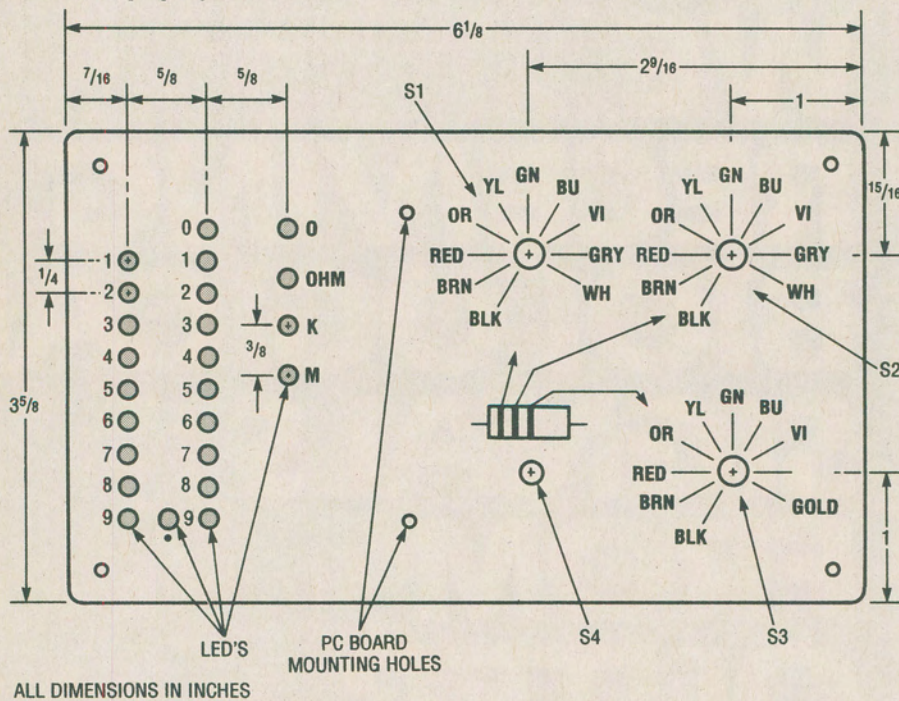 6 1/8
2 9/16
7/16
5/8
5/8
S1
1
3 5/8
15/16
GN
YL
BU
OR
VI
RED
GRY
BRN
WH
BLK
GN
YL
BU
OR
VI
RED
GRY
BRN
WH
BLK
S2
0
O
1
1
1/4
OHM
2
2
3
3
K
3/8
4
4
M
5
5
6
6
7
7
8
8
9
9
GN
YL
BU
OR
VI
RED
BRN
GOLD
BLK
1
LED'S
PC BOARD
MOUNTING HOLES
S4
S3
ALL DIMENSIONS IN INCHES